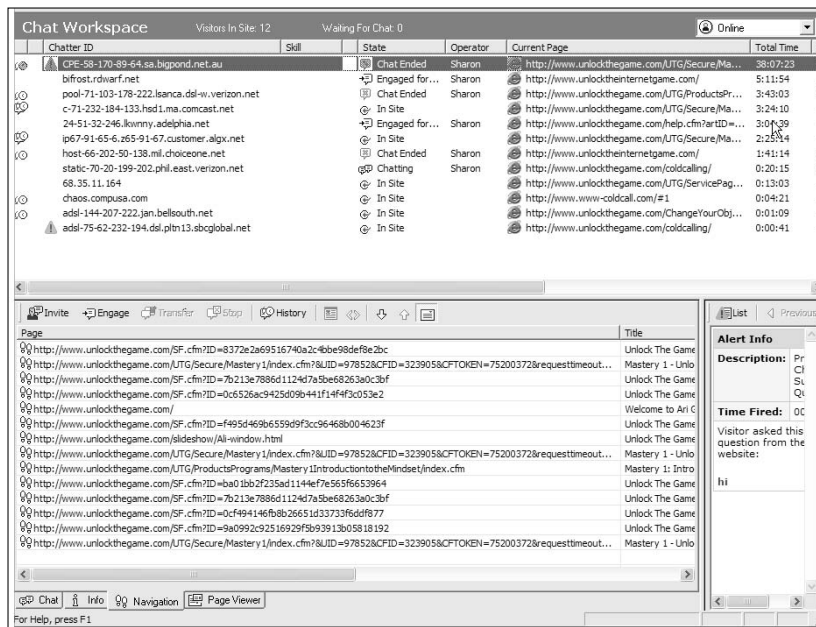 Chat Workspace Visitors In Site: 12 Waiting For Chat: 0 Online
Chatter ID Skill State Operator Current Page Total Time
CPE-58-170-89-64.sa.bigpond.net.au Chat Ended Sharon http://www.unlockthegame.com/UTG/Secure/Ma... 38:07:23
bifrost.rdwarf.net Engaged for... Sharon http://www.unlocktheinternetgame.com/ 5:11:54
pool-71-103-178-222.lsanca.dsl-w.verizon.net Chat Ended Sharon http://www.unlockthegame.com/UTG/ProductsPr... 3:43:03
c-71-232-184-133.hsd1.ma.comcast.net In Site http://www.unlockthegame.com/UTG/Secure/Ma... 3:24:10
24-51-32-246.lkwnny.adelphia.net Engaged for... Sharon http://www.unlockthegame.com/help.cfm?artID=... 3:04:39
ip67-91-65-6.z65-91-67.customer.algx.net In Site http://www.unlockthegame.com/UTG/Secure/Ma... 2:25:14
host-66-202-50-138.mil.choiceone.net Chat Ended Sharon http://www.unlocktheinternetgame.com/ 1:41:14
static-70-20-199-202.phil.east.verizon.net Chatting Sharon http://www.unlockthegame.com/coldcalling/ 0:20:15
68.35.11.164 In Site http://www.unlockthegame.com/UTG/ServicePag... 0:13:03
chaos.compusa.com In Site http://www.www-coldcall.com/#1 0:04:21
adsl-144-207-222.jan.bellsouth.net In Site http://www.unlockthegame.com/ChangeYourObj... 0:01:09
adsl-75-62-232-194.dsl.pltn13.sbcglobal.net In Site http://www.unlockthegame.com/coldcalling/ 0:00:41
Invite Engage Transfer Stop History
Page Title
http://www.unlockthegame.com/SF.cfm?ID=8372e2a69516740a2c4bbe98def8e2bc Unlock The Game
http://www.unlockthegame.com/UTG/Secure/Mastery1/index.cfm?&UID=97852&CFID=323905&CFTOKEN=75200372&requesttimeout... Mastery 1 - Unlo
http://www.unlockthegame.com/SF.cfm?ID=7b213e7886d1124d7a5be68263a0c3bf Unlock The Game
http://www.unlockthegame.com/SF.cfm?ID=0c6526ac9425d09b441f14f4f3c053e2 Unlock The Game
http://www.unlockthegame.com/ Welcome to Ari G
http://www.unlockthegame.com/SF.cfm?ID=f495d469b6559d9f3cc96468b004623f Unlock The Game
http://www.unlockthegame.com/slideshow/Ali-window.html Unlock The Game
http://www.unlockthegame.com/UTG/Secure/Mastery1/index.cfm?&UID=97852&CFID=323905&CFTOKEN=75200372&requesttimeout... Mastery 1 - Unlo
http://www.unlockthegame.com/UTG/ProductsPrograms/Mastery1IntroductiontotheMindset/index.cfm Mastery 1: Intro
http://www.unlockthegame.com/SF.cfm?ID=ba01bb2f235ad1144ef7e565f6653964 Unlock The Game
http://www.unlockthegame.com/SF.cfm?ID=7b213e7886d1124d7a5be68263a0c3bf Unlock The Game
http://www.unlockthegame.com/SF.cfm?ID=0cf494146fb8b26651d33733f6ddf877 Unlock The Game
http://www.unlockthegame.com/SF.cfm?ID=9a0992c92516929f5b93913b05818192 Unlock The Game
http://www.unlockthegame.com/UTG/Secure/Mastery1/index.cfm?&UID=97852&CFID=323905&CFTOKEN=75200372&requesttimeout... Mastery 1 - Unlo
List Previous
Alert Info
Description: Pr
Ch
Su
Qu
Time Fired: 00
Visitor asked this
question from the
website:
hi
Chat Info Navigation Page Viewer
For Help, press F1